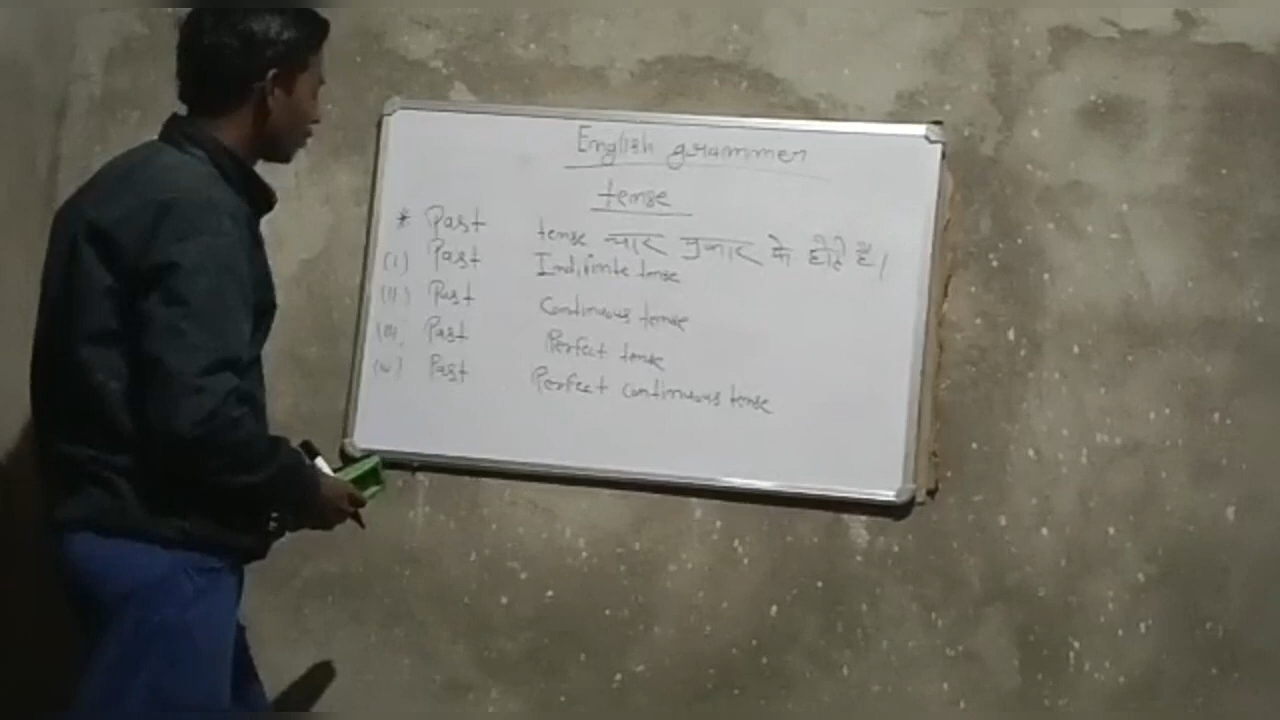 English grammer
tense
* Past tense चार प्रकार के होते है।
(i) Past Indifinite tense
(ii) Past Continuous tense
(iii) Past Perfect tense
(iv) Past Perfect continuous tense